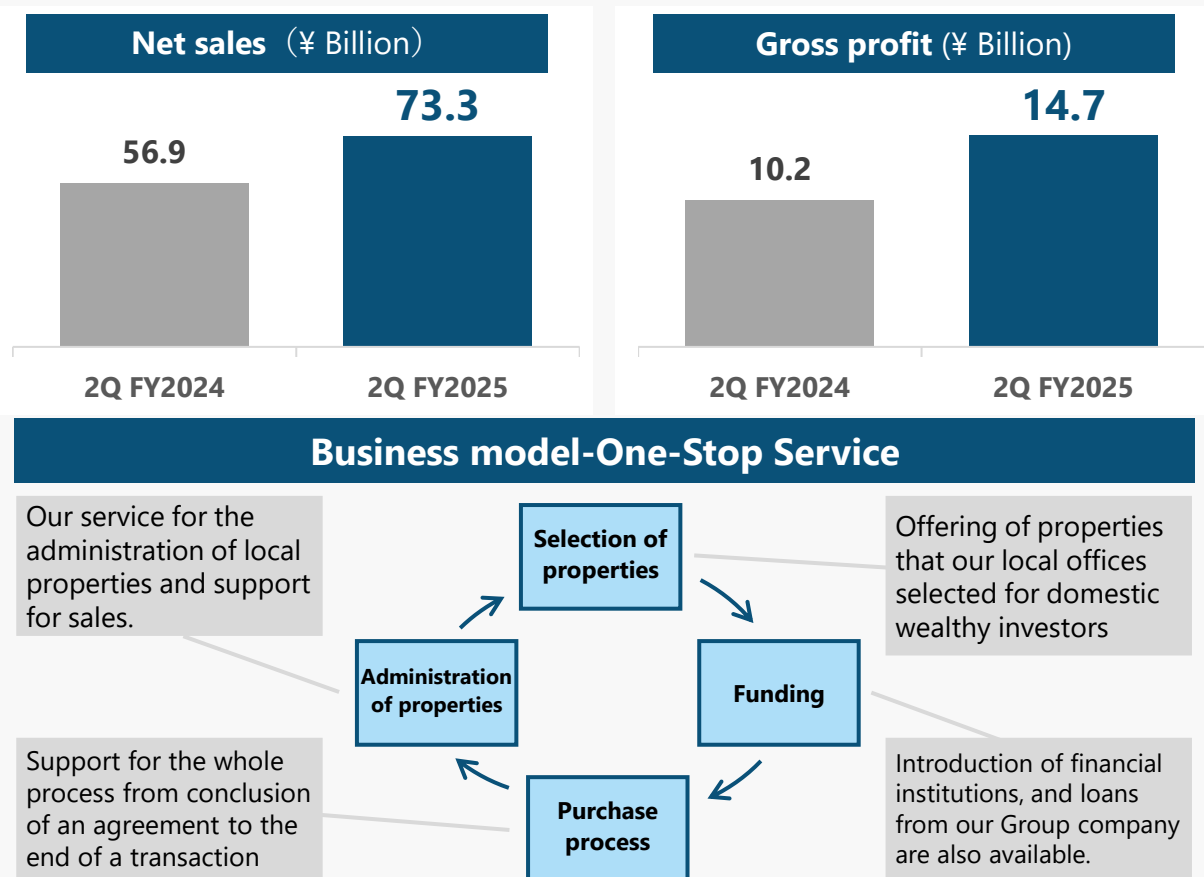 Net sales（¥ Billion）
73.3
56.9
2Q FY2024
2Q FY2025
Gross profit (¥ Billion)
14.7
10.2
2Q FY2024
2Q FY2025
Business model-One-Stop Service
Our service for the
administration of local
properties and support
for sales.
Selection of
properties
Offering of properties
that our local offices
selected for domestic
wealthy investors
Administration
of properties
Funding
Support for the whole
process from conclusion
of an agreement to the
end of a transaction
Purchase
process
Introduction of financial
institutions, and loans
from our Group company
are also available.